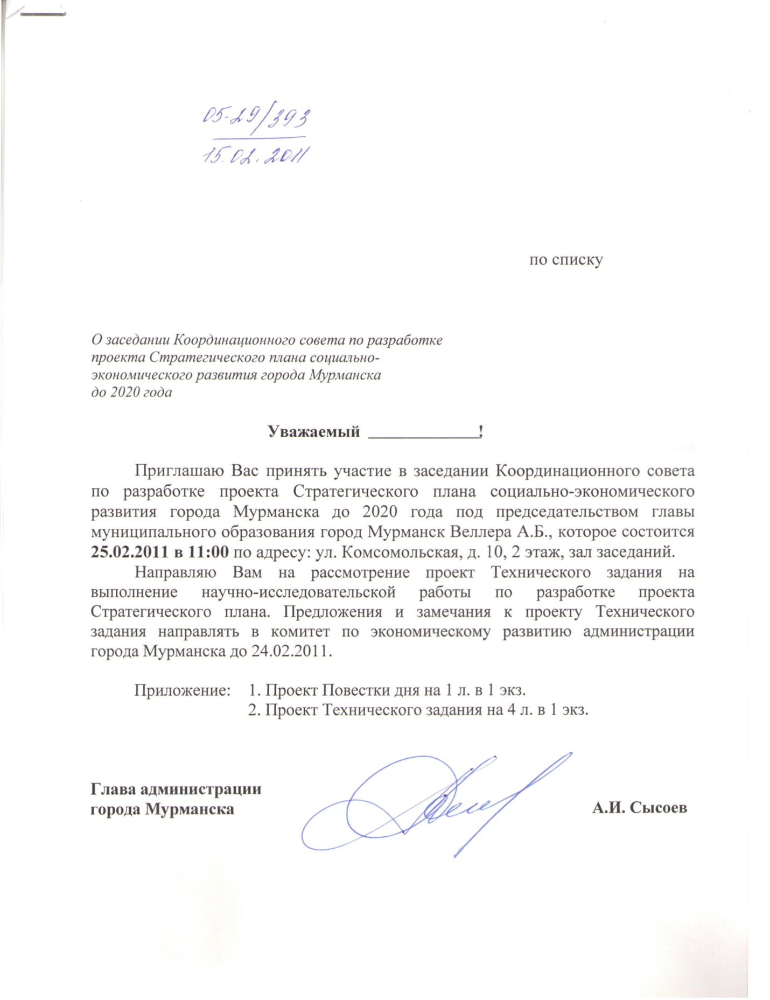 05-29/393
15.02.2011
по списку
О заседании Координационного совета по разработке
проекта Стратегического плана социально-
экономического развития города Мурманска
до 2020 года
Уважаемый _____________!
Приглашаю Вас принять участие в заседании Координационного совета
по разработке проекта Стратегического плана социально-экономического
развития города Мурманска до 2020 года под председательством главы
муниципального образования город Мурманск Веллера А.Б., которое состоится
25.02.2011 в 11:00 по адресу: ул. Комсомольская, д. 10, 2 этаж, зал заседаний.
Направляю Вам на рассмотрение проект Технического задания на
выполнение научно-исследовательской работы по разработке проекта
Стратегического плана. Предложения и замечания к проекту Технического
задания направлять в комитет по экономическому развитию администрации
города Мурманска до 24.02.2011.
Приложение: 1. Проект Повестки дня на 1 л. в 1 экз.
2. Проект Технического задания на 4 л. в 1 экз.
Глава администрации
города Мурманска А.И. Сысоев